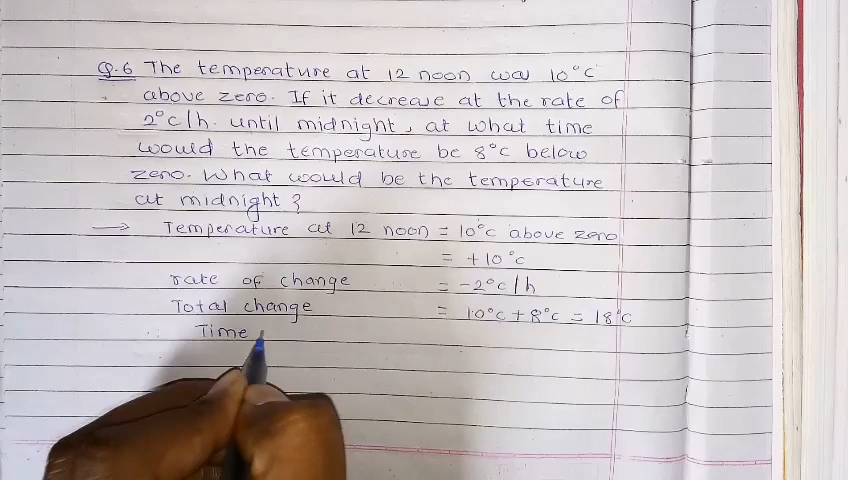 Q.6 The temperature at 12 noon was 10°C
above zero. If it decrease at the rate of
2°C/h. until midnight, at what time
would the temperature be 8°C below
zero. What would be the temperature
at midnight?
→ Temperature at 12 noon = 10°C above zero
= +10°C
rate of change = -2°C/h
Total change = 10°C + 8°C = 18°C
Time